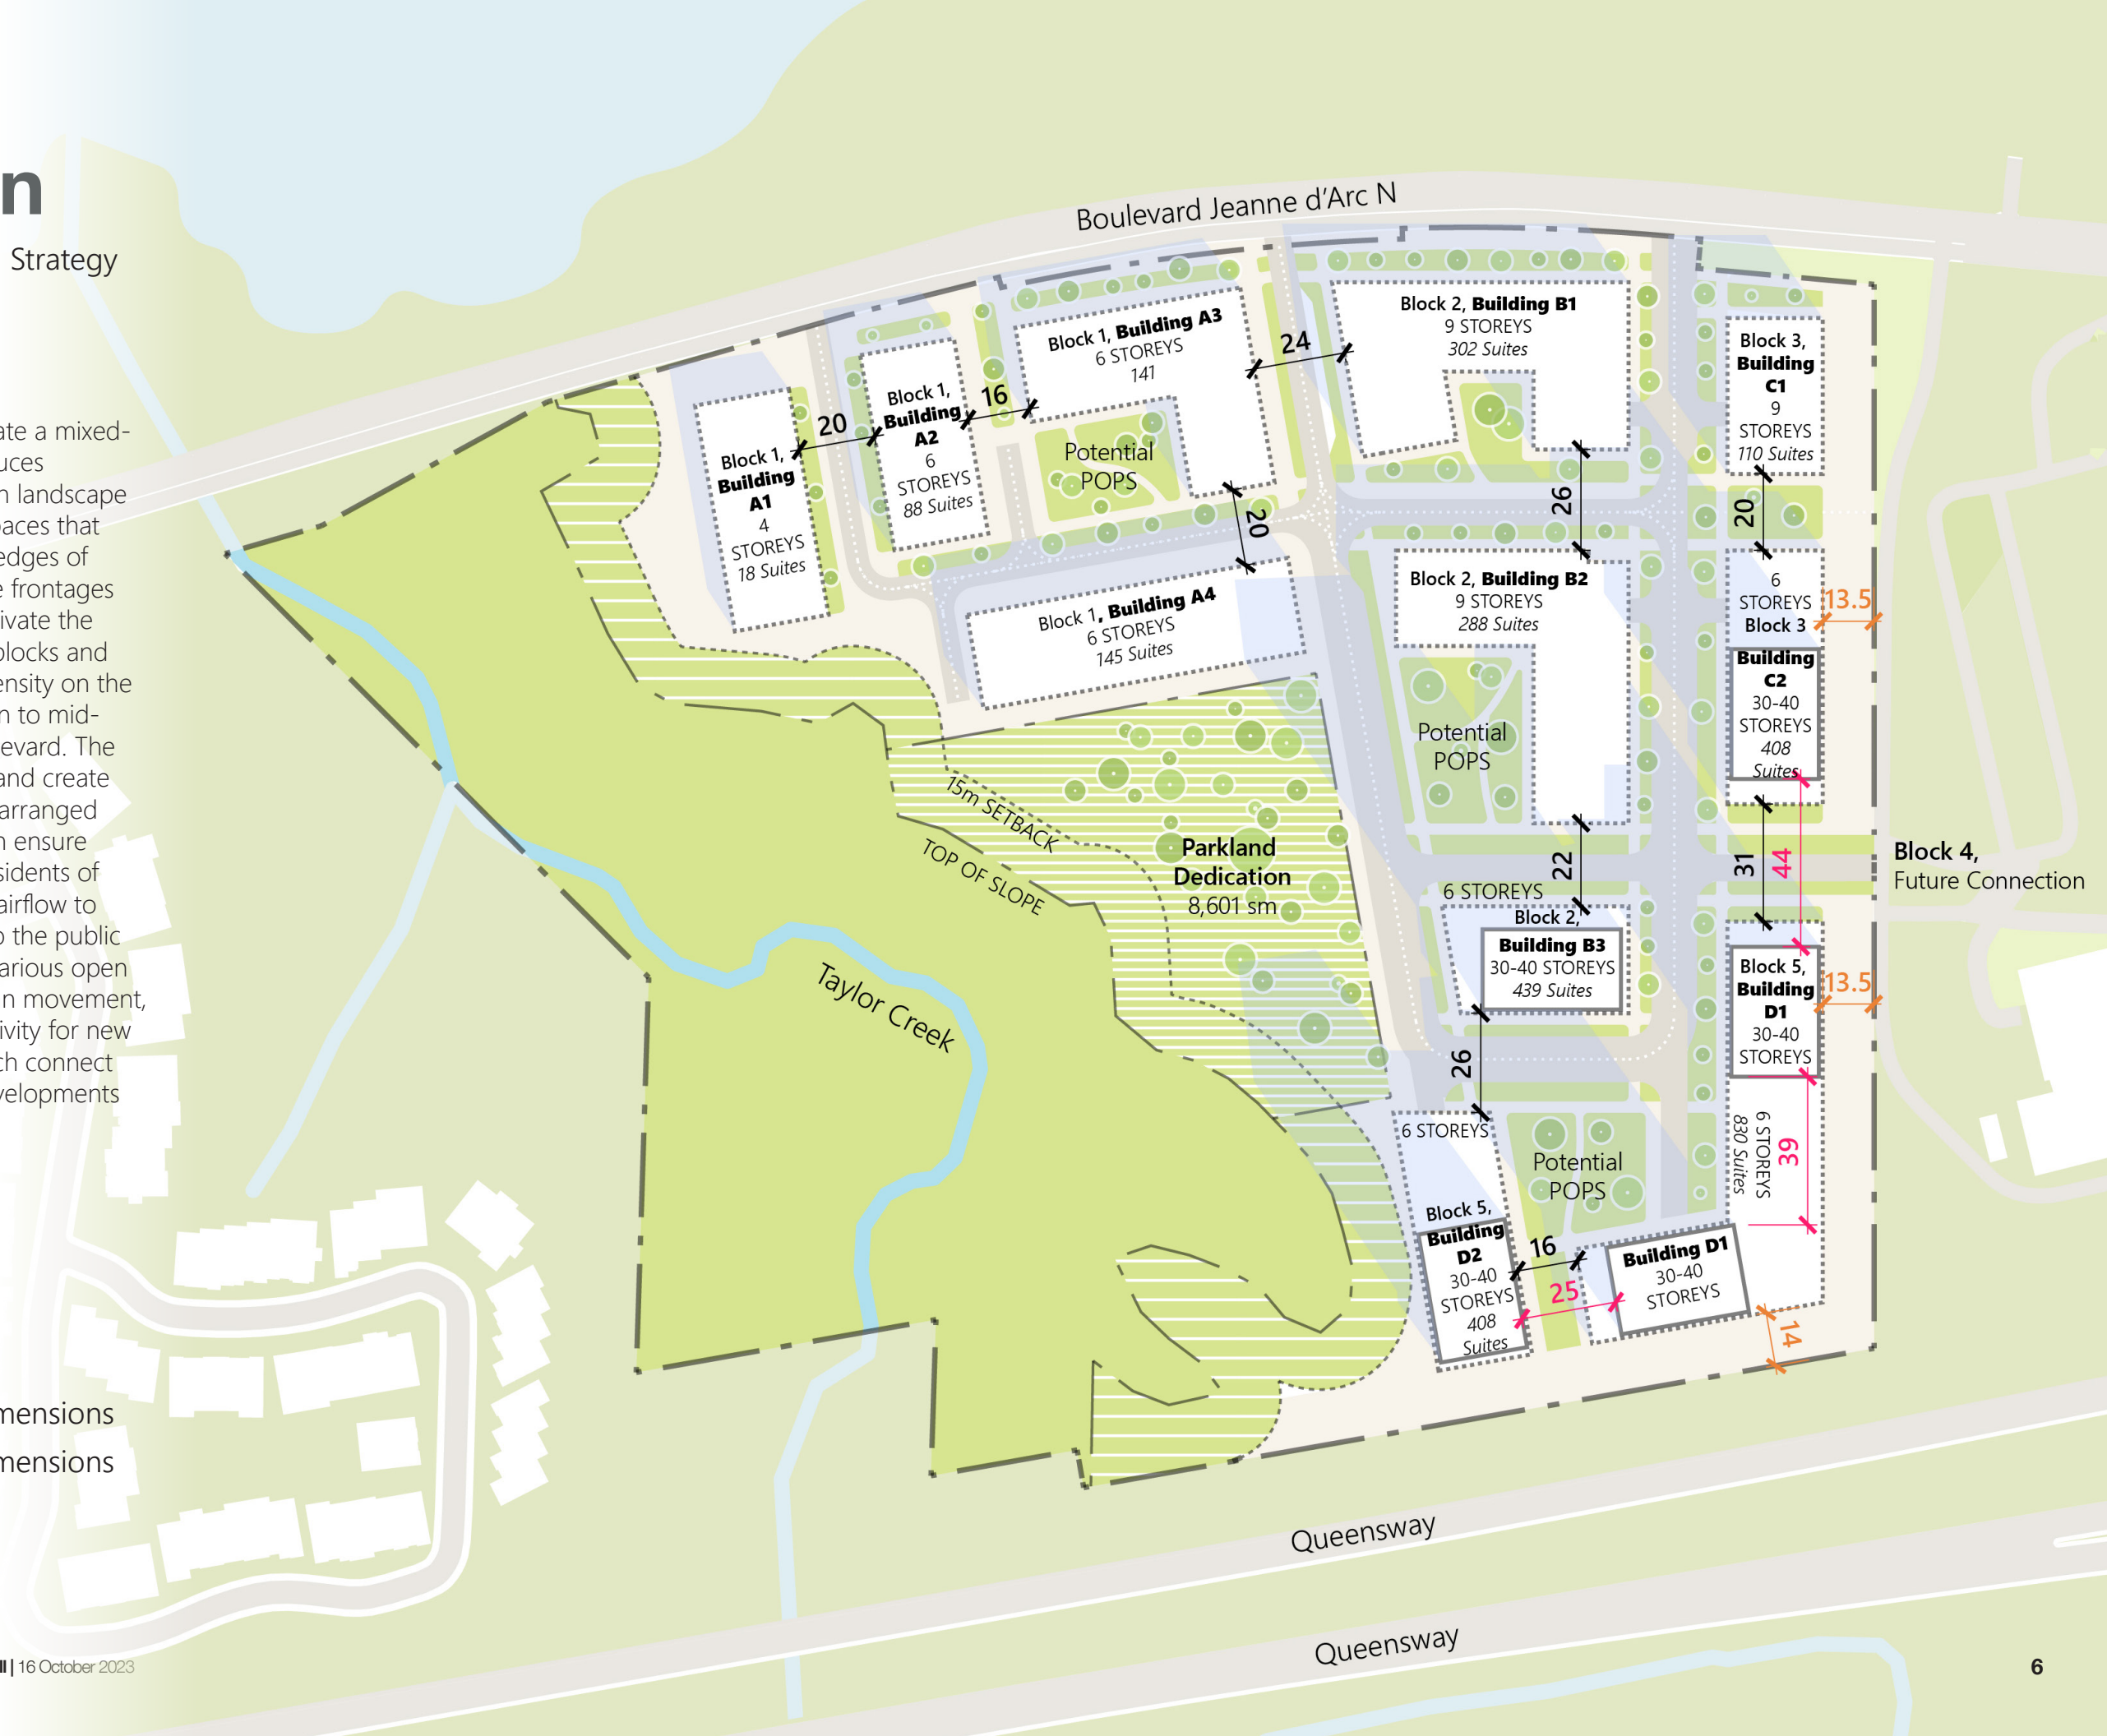 n
Strategy
ate a mixed-
uces
n landscape
paces that
edges of
e frontages
ivate the
blocks and
ensity on the
n to mid-
levard. The
and create
arranged
n ensure
sidents of
airflow to
o the public
arious open
in movement,
ivity for new
ch connect
velopments
mensions
mensions
16 October 2023
Boulevard Jeanne d'Arc N
Block 1,
Building
A1
4
STOREYS
18 Suites
20
Block 1,
Building
A2
6
STOREYS
88 Suites
16
Block 1, Building A3
6 STOREYS
141
Potential
POPS
24
20
Block 1, Building A4
6 STOREYS
145 Suites
Block 2, Building B1
9 STOREYS
302 Suites
26
Block 2, Building B2
9 STOREYS
288 Suites
Potential
POPS
22
6 STOREYS
Block 2,
Building B3
30-40 STOREYS
439 Suites
26
Block 3,
Building
C1
9
STOREYS
110 Suites
20
6
STOREYS
Block 3
Building
C2
30-40
STOREYS
408
Suites
13.5
31
44
Block 4,
Future Connection
Block 5,
Building
D1
30-40
STOREYS
13.5
6 STOREYS
830 Suites
39
6 STOREYS
Potential
POPS
Block 5,
Building
D2
30-40
STOREYS
408
Suites
16
25
Building D1
30-40
STOREYS
14
15m SETBACK
TOP OF SLOPE
Parkland
Dedication
8,601 sm
Taylor Creek
Queensway
Queensway
6